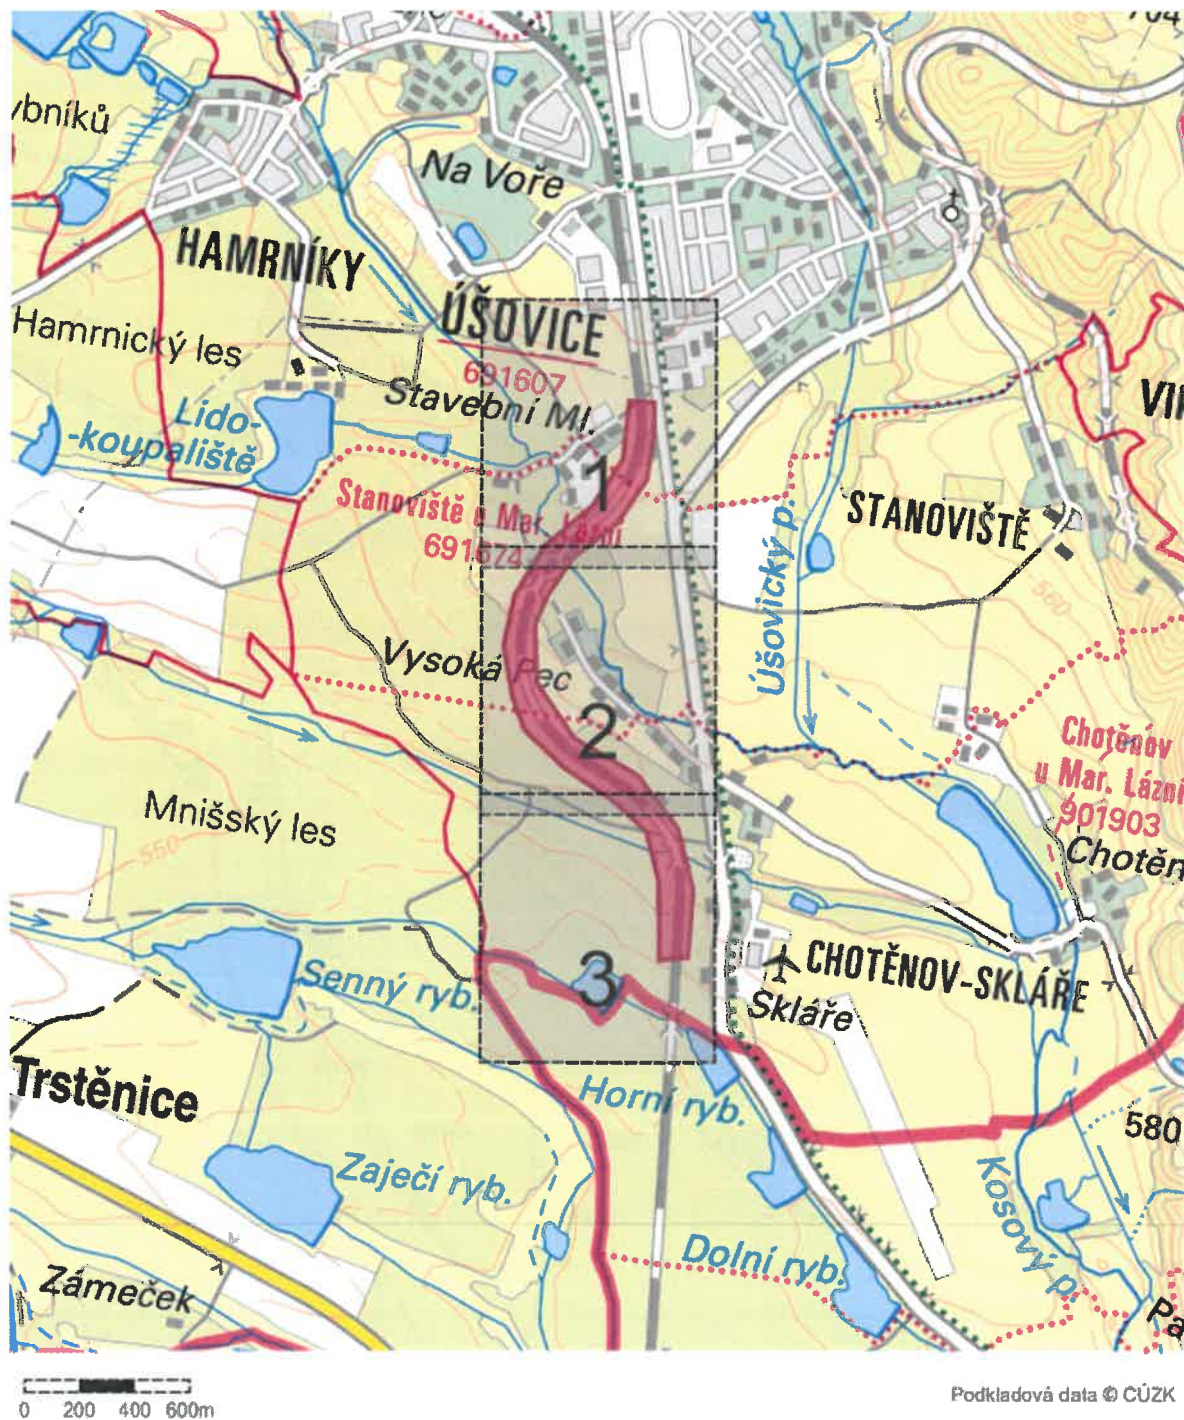 704
ybníků
Na Voře
HAMRNÍKY
ÚŠOVICE
691607
Hamrnický les
Stavební Ml.
Lido-
-koupaliště
VII
1
Stanoviště u Mar. Lázní
691674
STANOVIŠTĚ
Úšovický p.
560
Vysoká Pec
2
Chotěnov
u Mar. Lázní
901903
Mnišský les
550
Chotěn
Senný ryb.
3
CHOTĚNOV-SKLÁŘE
Skláře
Trstěnice
Horní ryb.
580
Zaječí ryb.
Kosový p.
Dolní ryb.
Zámeček
Pa
0 200 400 600m
Podkladová data © ČÚZK